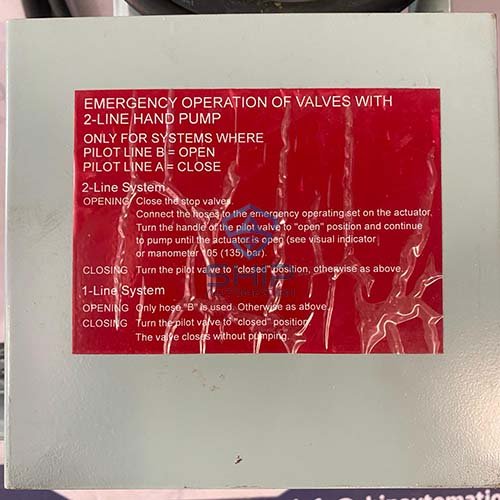 EMERGENCY OPERATION OF VALVES WITH
2-LINE HAND PUMP
ONLY FOR SYSTEMS WHERE
PILOT LINE B = OPEN
PILOT LINE A = CLOSE
2-Line System
OPENING Close the stop valves.
Connect the hoses to the emergency operating set on the actuator.
Turn the handle of the pilot valve to "open" position and continue
to pump until the actuator is open (see visual indicator
or manometer 105 (135) bar).
CLOSING Turn the pilot valve to "closed" position, otherwise as above.
1-Line System
OPENING Only hose "B" is used. Otherwise as above.
CLOSING Turn the pilot valve to "closed" position.
The valve closes without pumping.
SHIP